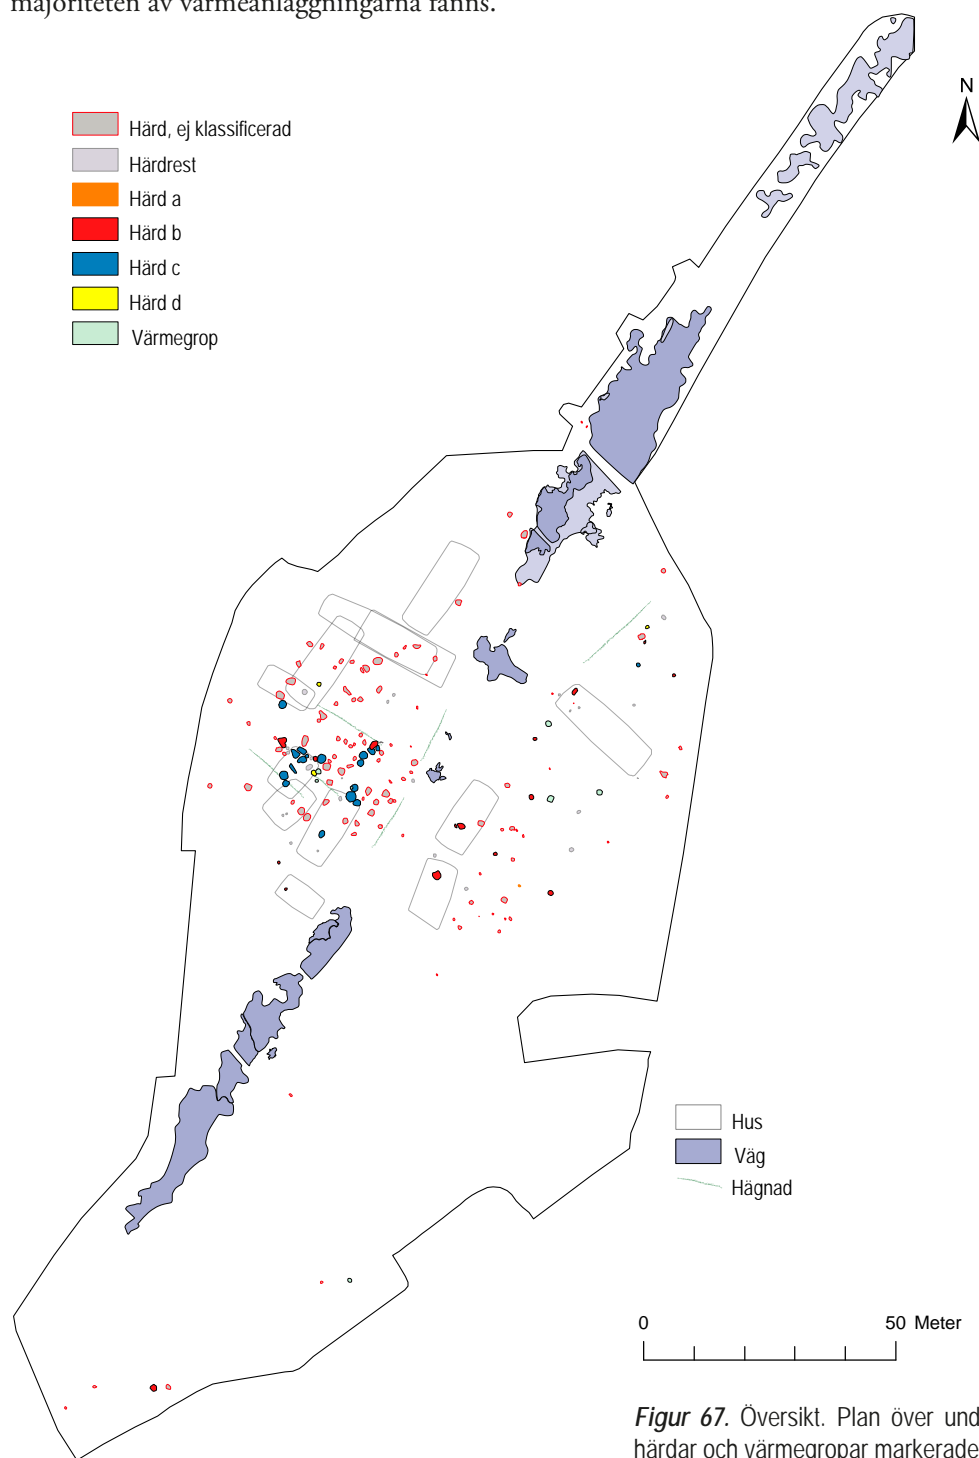 majoriteten av värmeanläggningarna fanns.
N
Härd, ej klassificerad
Härdrest
Härd a
Härd b
Härd c
Härd d
Värmegrop
Hus
Väg
Hägnad
0 50 Meter
Figur 67. Översikt. Plan över und
härdar och värmegropar markerade